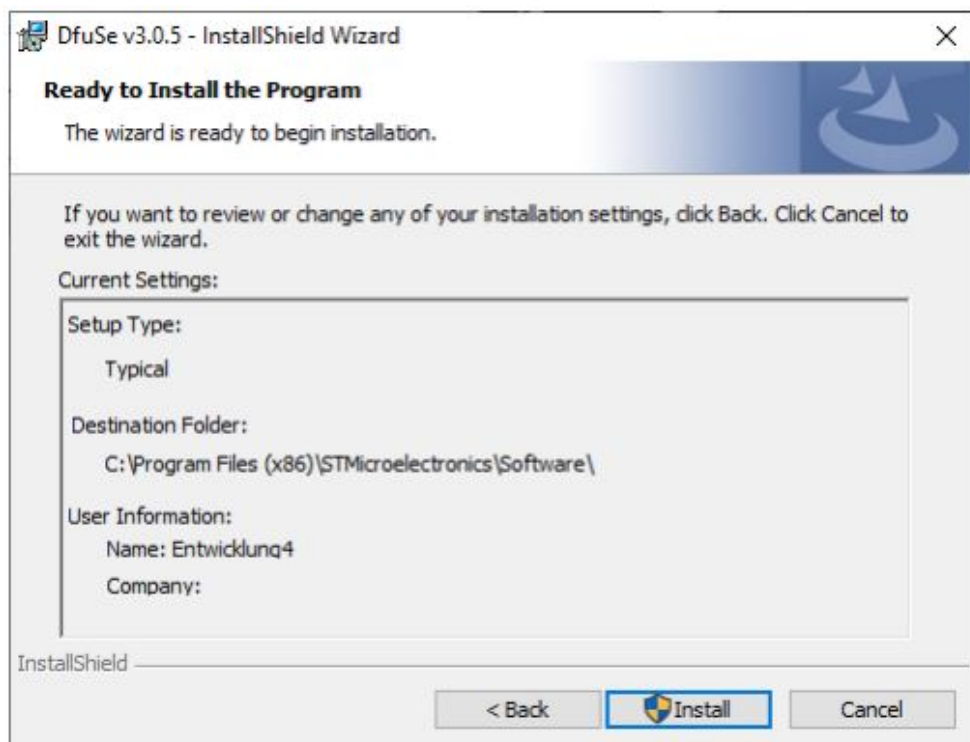 DfuSe v3.0.5 - InstallShield Wizard
Ready to Install the Program
The wizard is ready to begin installation.
If you want to review or change any of your installation settings, click Back. Click Cancel to
exit the wizard.
Current Settings:
Setup Type:
Typical
Destination Folder:
C:\Program Files (x86)\STMicroelectronics\Software\
User Information:
Name: Entwicklung4
Company:
InstallShield
< Back
Install
Cancel